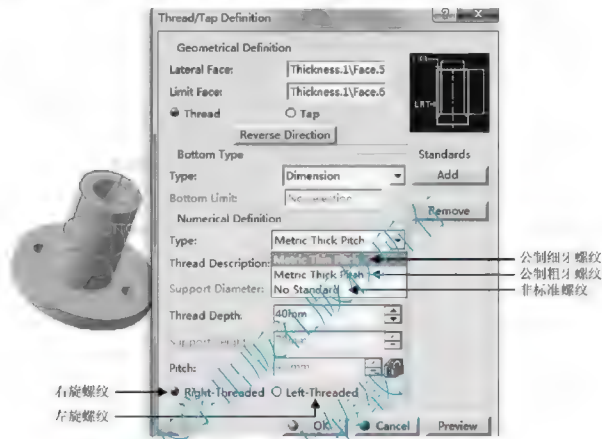 Thread/Tap Definition
Geometrical Definition
Lateral Face:
Thickness.1\Face.5
Limit Face:
Thickness.1\Face.6
Thread
Tap
Reverse Direction
Bottom Type
Standards
Type:
Dimension
Add
Bottom Limit:
Numerical Definition
Remove
Type:
Metric Thick Pitch
Metric Thin Pitch
公制细牙螺纹
Thread Description:
Metric Thick Pitch
公制粗牙螺纹
Support Diameter:
No Standard
非标准螺纹
Thread Depth:
Pitch:
右旋螺纹
Right-Threaded
Left-Threaded
左旋螺纹
OK
Cancel
Preview